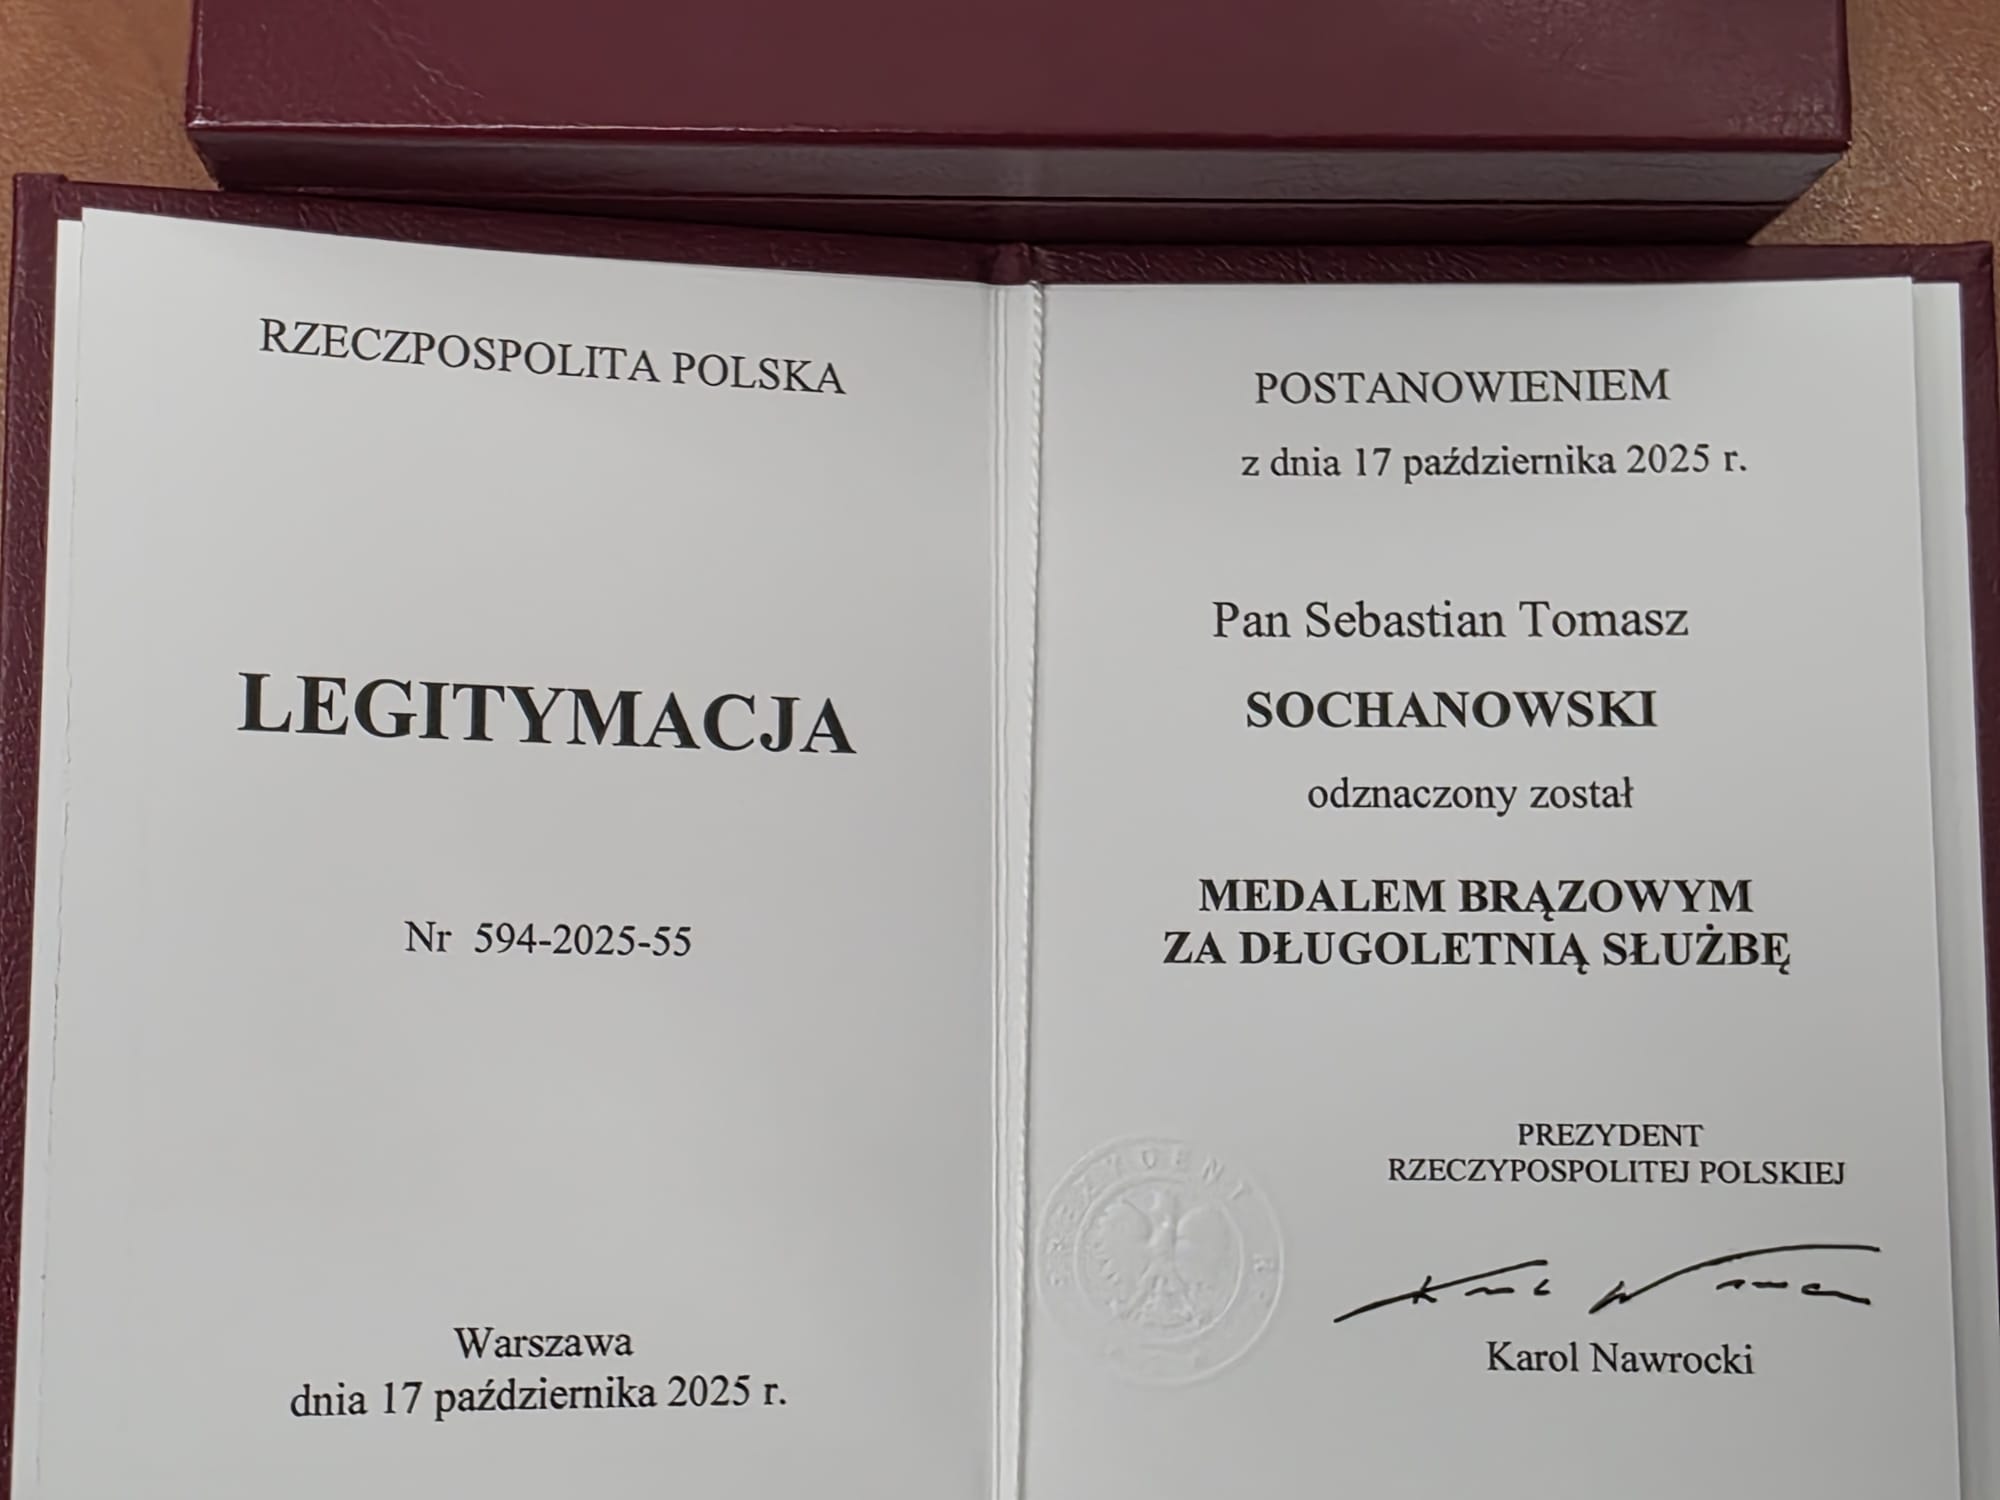 RZECZPOSPOLITA POLSKA
LEGITYMACJA
Nr 594-2025-55
Warszawa
dnia 17 października 2025 r.
POSTANOWIENIEM
z dnia 17 października 2025 r.
Pan Sebastian Tomasz
SOCHANOWSKI
odznaczony został
MEDALEM BRĄZOWYM
ZA DŁUGOLETNIĄ SŁUŻBĘ
PREZYDENT
RZECZYPOSPOLITEJ POLSKIEJ
Karol Nawrocki
PREZYDENT